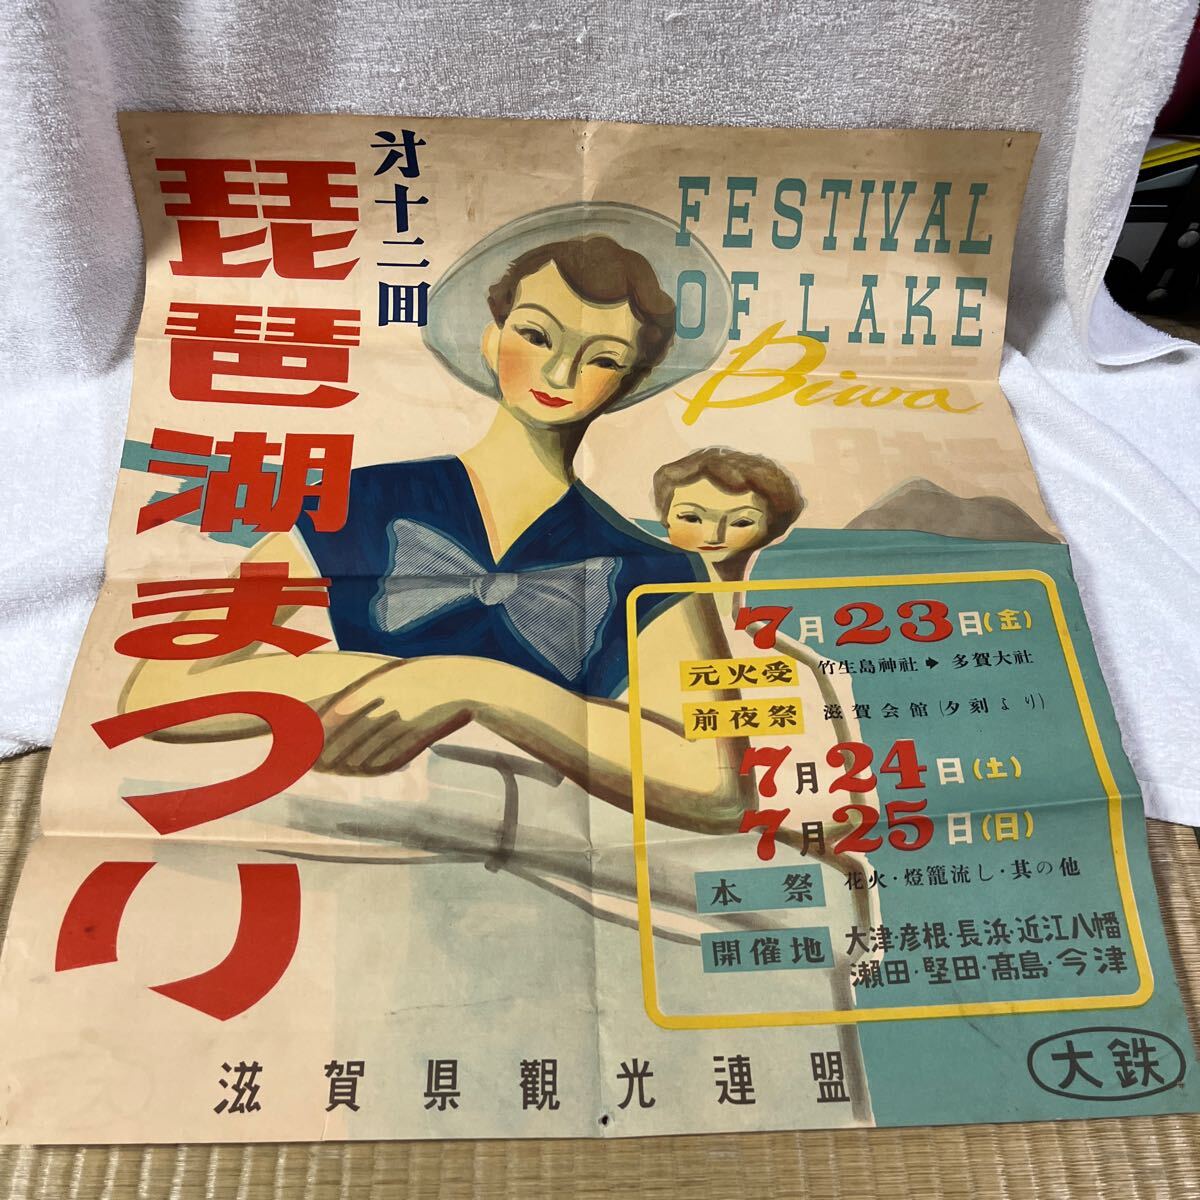 才十二回
琵琶湖まつり
FESTIVAL
OF LAKE
Biwa
7月23日(金)
元火受 竹生島神社➧多賀大社
前夜祭 滋賀会館(夕刻より)
7月24日(土)
7月25日(日)
本祭 花火・燈籠流し・其の他
開催地 大津・彦根・長浜・近江八幡
瀬田・堅田・髙島・今津
滋賀県観光連盟
大鉄